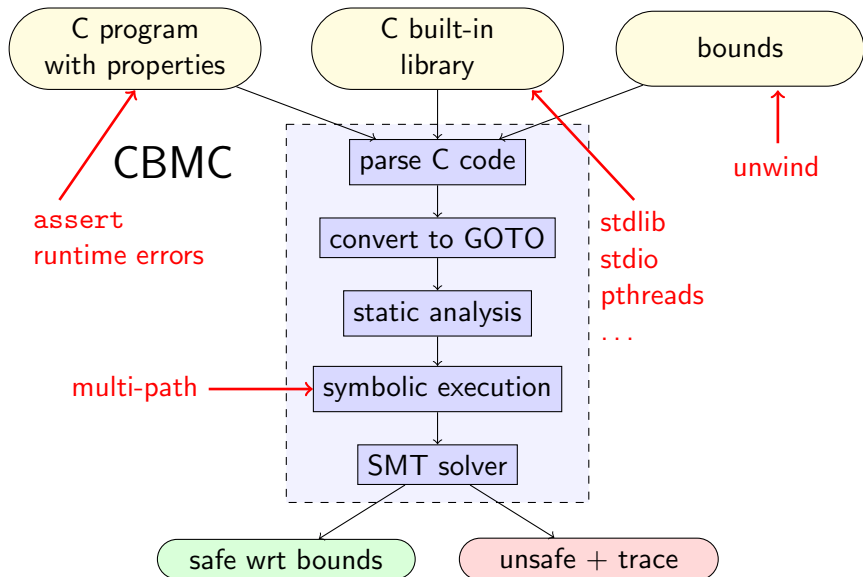 C program
with properties
C built-in
library
bounds
CBMC
parse C code
unwind
assert
runtime errors
convert to GOTO
stdlib
stdio
pthreads
...
static analysis
multi-path
symbolic execution
SMT solver
safe wrt bounds
unsafe + trace